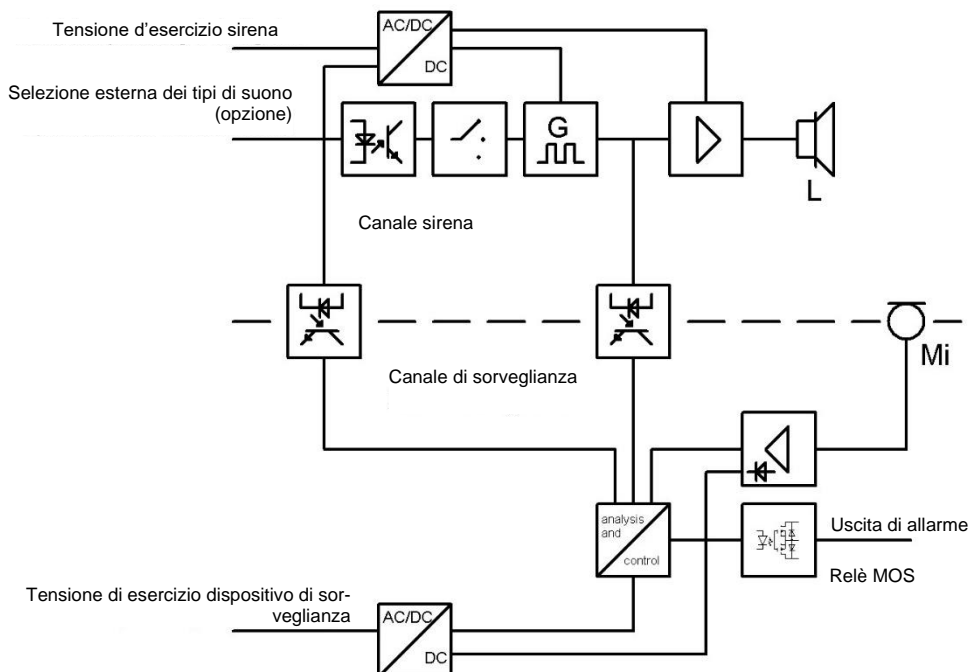 Tensione d'esercizio sirena
AC/DC
DC
Selezione esterna dei tipi di suono
(opzione)
G
L
Canale sirena
Mi
Canale di sorveglianza
analysis
and
control
Uscita di allarme
Relè MOS
Tensione di esercizio dispositivo di sor-
veglianza
AC/DC
DC